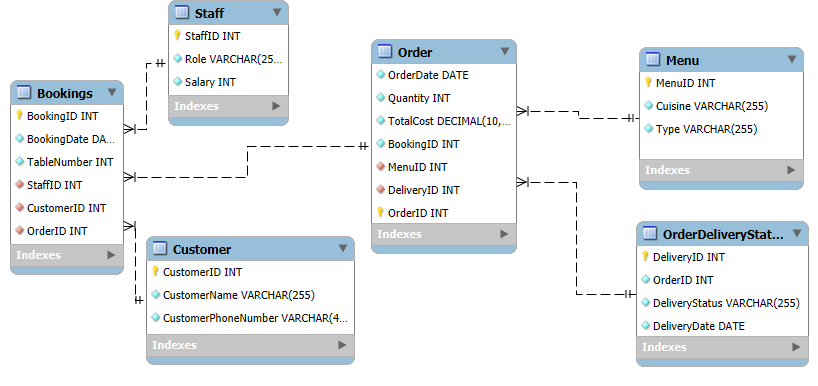 Staff
StaffID INT
Role VARCHAR(25...
Salary INT
Indexes
Bookings
BookingID INT
BookingDate DA...
TableNumber INT
StaffID INT
CustomerID INT
OrderID INT
Indexes
Customer
CustomerID INT
CustomerName VARCHAR(255)
CustomerPhoneNumber VARCHAR(4...
Indexes
Order
OrderDate DATE
Quantity INT
TotalCost DECIMAL(10,...
BookingID INT
MenuID INT
DeliveryID INT
OrderID INT
Indexes
Menu
MenuID INT
Cuisine VARCHAR(255)
Type VARCHAR(255)
Indexes
OrderDeliveryStat...
DeliveryID INT
OrderID INT
DeliveryStatus VARCHAR(255)
DeliveryDate DATE
Indexes